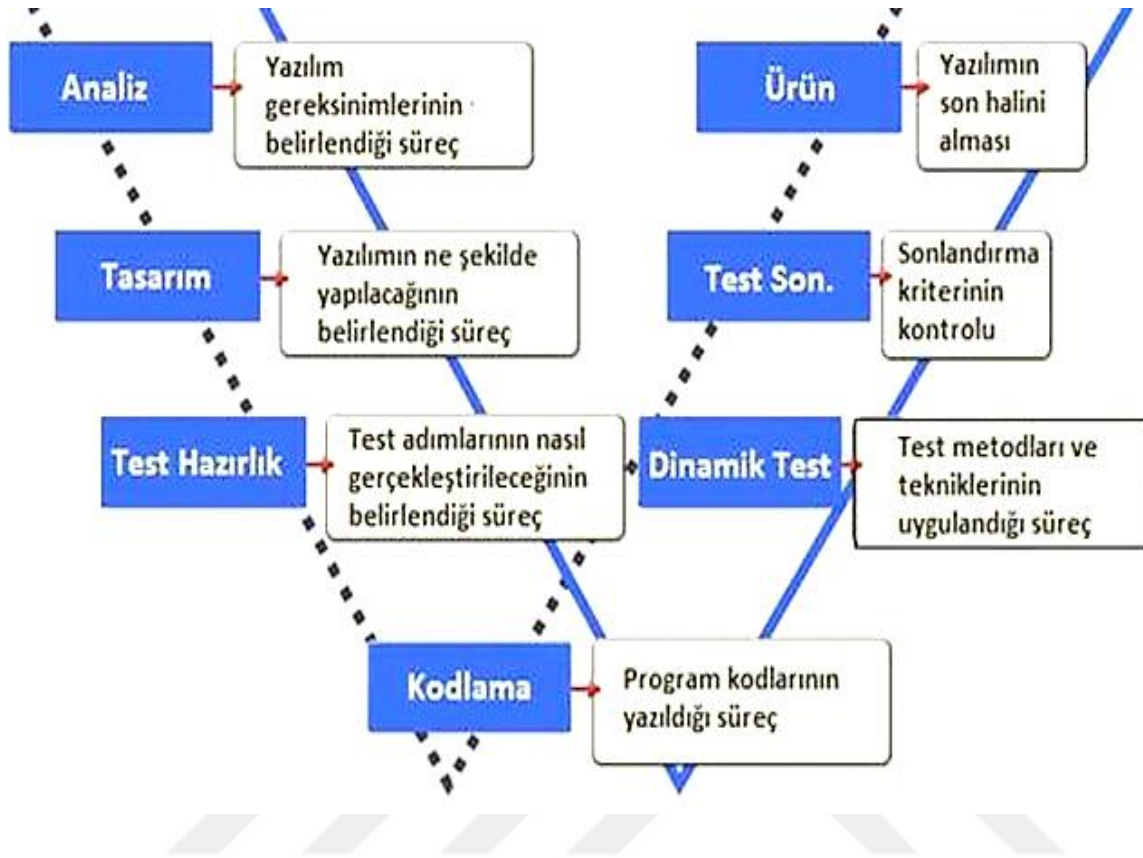 Analiz
Yazılım
gereksinimlerinin
belirlendiği süreç
Ürün
Yazılımın
son halini
alması
Tasarım
Yazılımın ne şekilde
yapılacağının
belirlendiği süreç
Test Son.
Sonlandırma
kriterinin
kontrolu
Test Hazırlık
Test adımlarının nasıl
gerçekleştirileceğinin
belirlendiği süreç
Dinamik Test
Test metodları ve
tekniklerinin
uygulandığı süreç
Kodlama
Program kodlarının
yazıldığı süreç